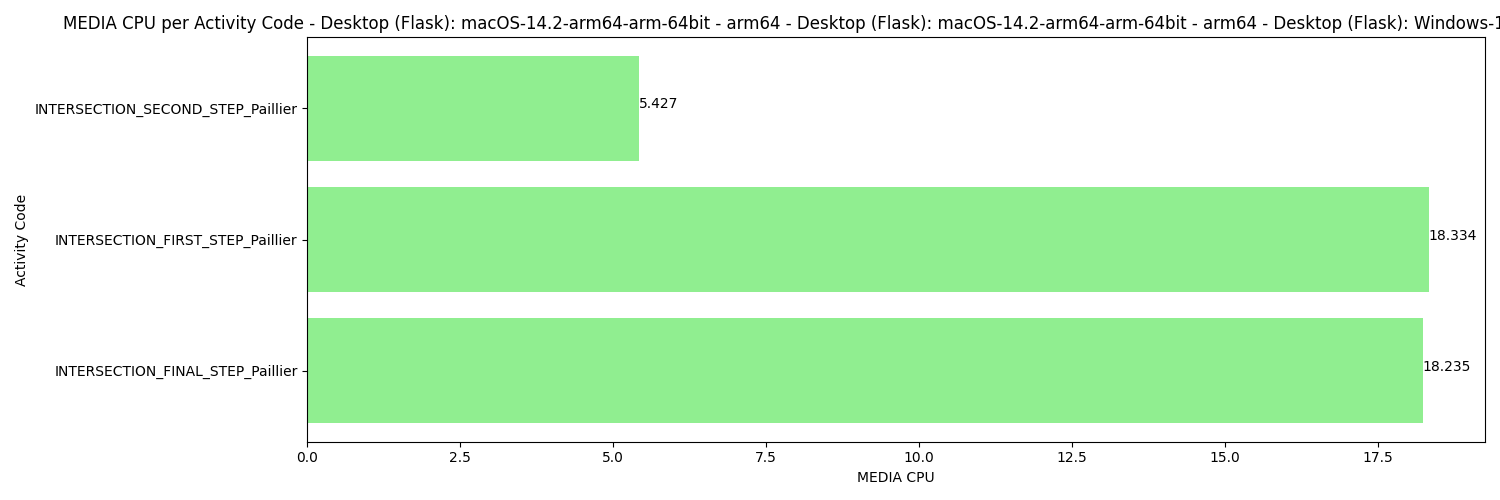 MEDIA CPU per Activity Code - Desktop (Flask): macOS-14.2-arm64-arm-64bit - arm64 - Desktop (Flask): macOS-14.2-arm64-arm-64bit - arm64 - Desktop (Flask): Windows-1
INTERSECTION_SECOND_STEP_Paillier
5.427
INTERSECTION_FIRST_STEP_Paillier
18.334
INTERSECTION_FINAL_STEP_Paillier
18.235
Activity Code
0.0 2.5 5.0 7.5 10.0 12.5 15.0 17.5
MEDIA CPU